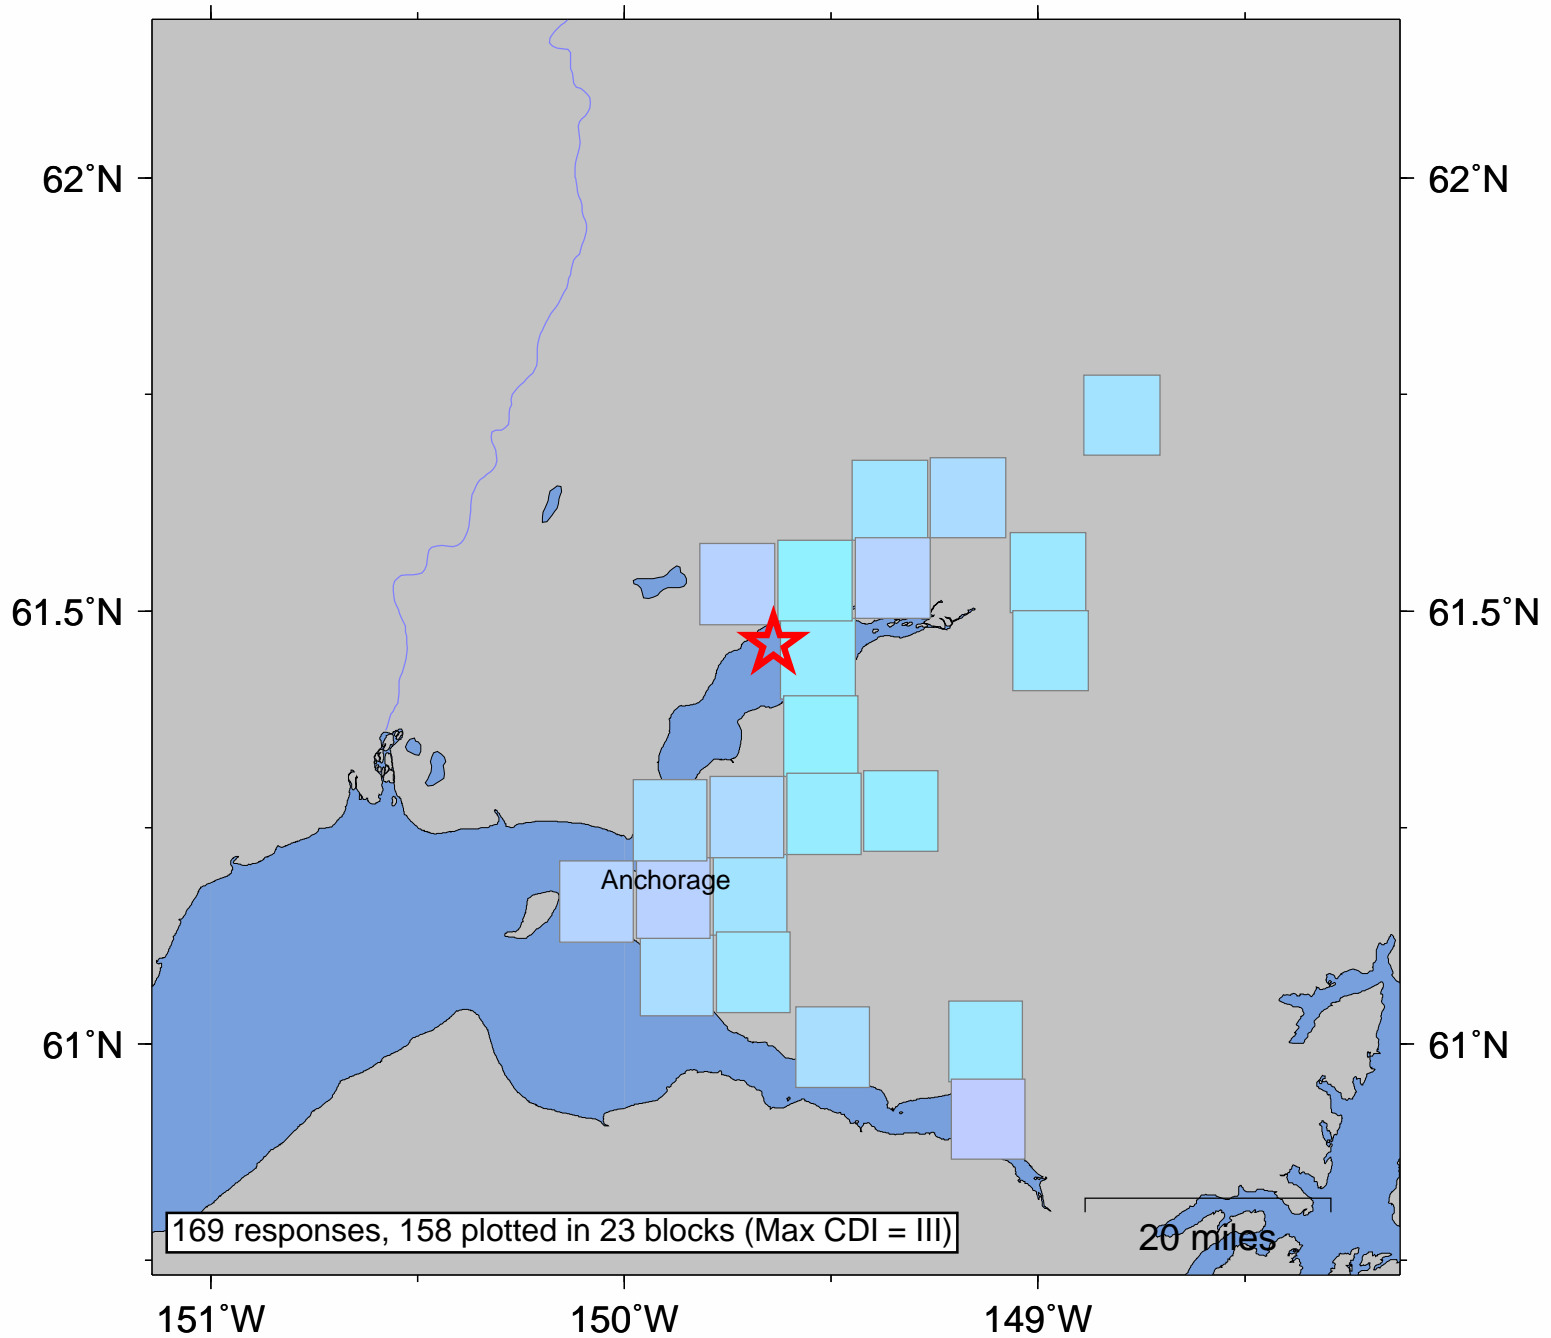 62˚N
62˚N
61.5˚N
61.5˚N
Anchorage
61˚N
61˚N
169 responses, 158 plotted in 23 blocks (Max CDI = III)
20 miles
151˚W
150˚W
149˚W